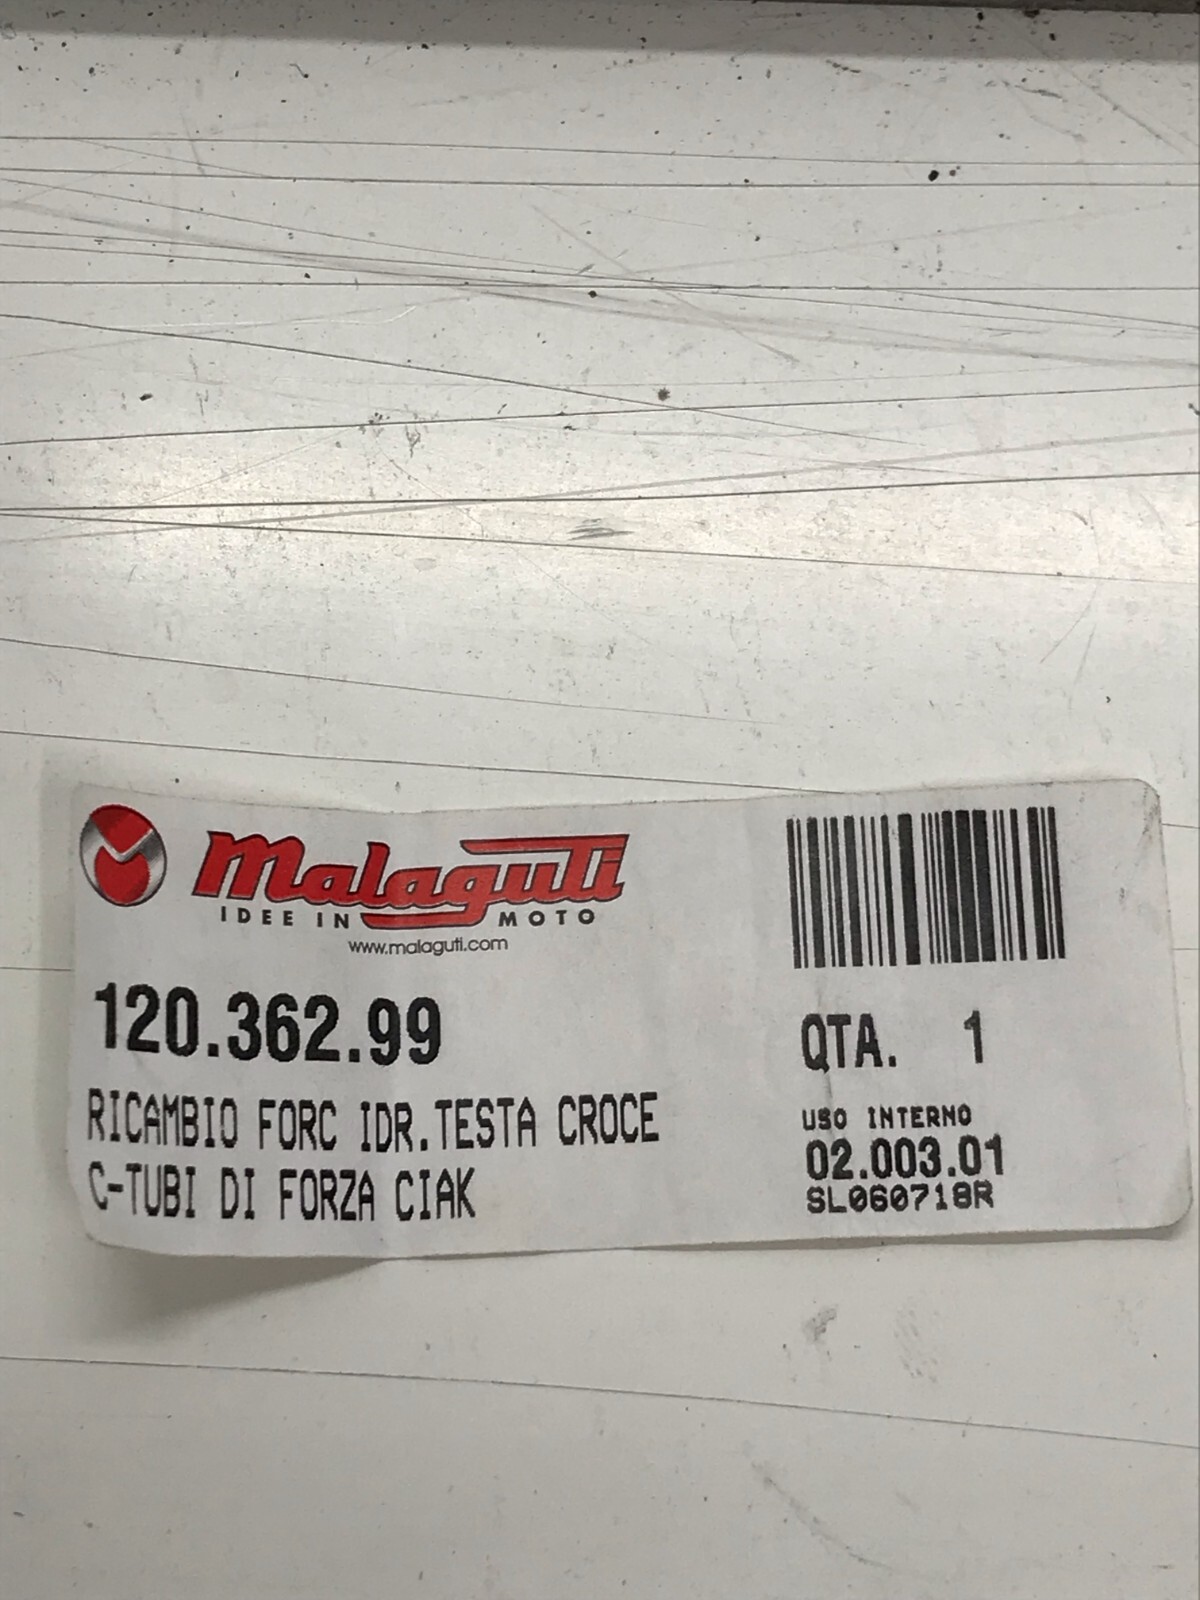 Malaguti
IDEE IN MOTO
www.malaguti.com
120.362.99
QTA. 1
RICAMBIO FORC IDR.TESTA CROCE
C-TUBI DI FORZA CIAK
USO INTERNO
02.003.01
SL060718R